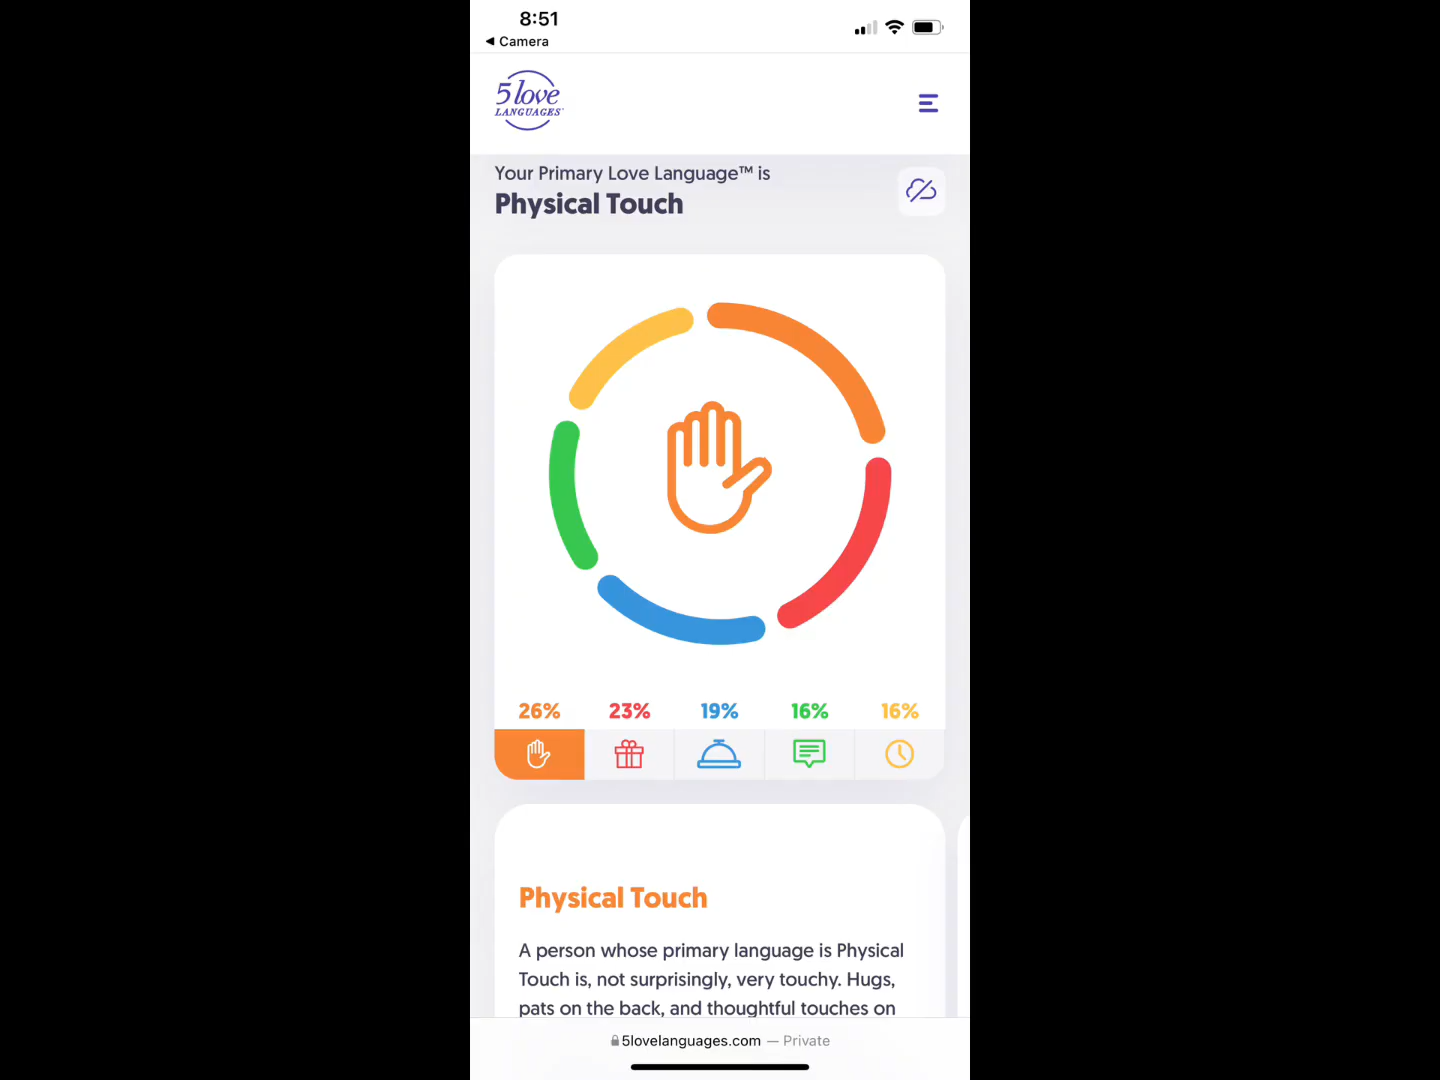 8:51
◀ Camera
5 love
LANGUAGES
Your Primary Love Language™ is
Physical Touch
26% 23% 19% 16% 16%
Physical Touch
A person whose primary language is Physical
Touch is, not surprisingly, very touchy. Hugs,
pats on the back, and thoughtful touches on
5lovelanguages.com — Private